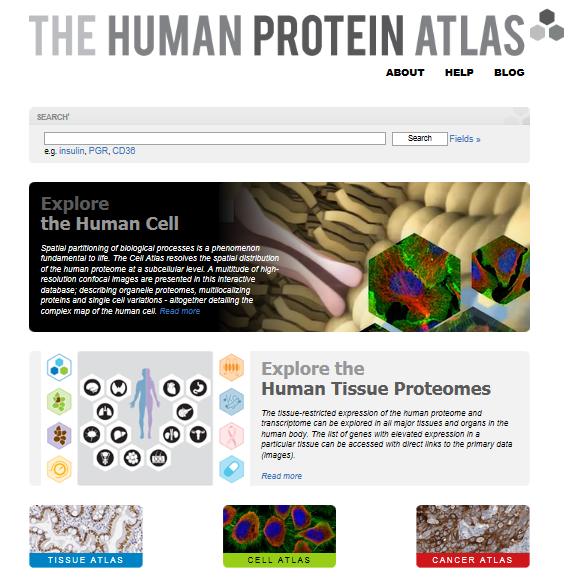 THE HUMAN PROTEIN ATLAS
ABOUT HELP BLOG
SEARCH
Search Fields »
e.g. insulin, PGR, CD36
Explore
the Human Cell
Spatial partitioning of biological processes is a phenomenon
fundamental to life. The Cell Atlas resolves the spatial distribution
of the human proteome at a subcellular level. A multitude of high-
resolution confocal images are presented in this interactive
database; describing organelle proteomes, multilocalizing
proteins and single cell variations - altogether detailing the
complex map of the human cell. Read more
Explore the
Human Tissue Proteomes
The tissue-restricted expression of the human proteome and
transcriptome can be explored in all major tissues and organs in the
human body. The list of genes with elevated expression in a
particular tissue can be accessed with direct links to the primary data
(images).
Read more
TISSUE ATLAS
CELL ATLAS
CANCER ATLAS